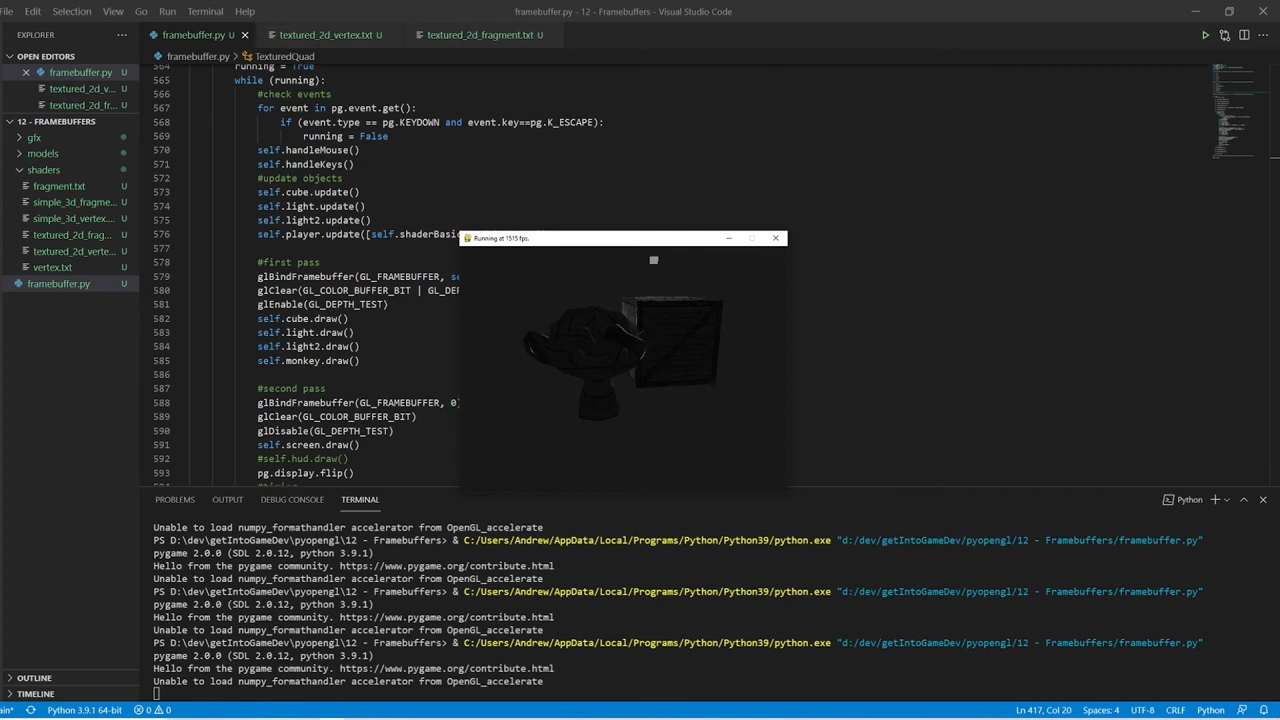 File Edit Selection View Go Run Terminal Help framebuffer.py - 12 - Framebuffers - Visual Studio Code
EXPLORER
OPEN EDITORS
framebuffer.py U
textured_2d_v... U
textured_2d_fr... U
12 - FRAMEBUFFERS
gfx
models
shaders
fragment.txt U
simple_3d_fragme... U
simple_3d_vertex.... U
textured_2d_frag... U
textured_2d_verte... U
vertex.txt U
framebuffer.py U
OUTLINE
TIMELINE
framebuffer.py U textured_2d_vertex.txt U textured_2d_fragment.txt U
framebuffer.py > TexturedQuad
564 running = True
565 while (running):
566 #check events
567 for event in pg.event.get():
568 if (event.type == pg.KEYDOWN and event.key==pg.K_ESCAPE):
569 running = False
570 self.handleMouse()
571 self.handleKeys()
572 #update objects
573 self.cube.update()
574 self.light.update()
575 self.light2.update()
576 self.player.update([self.shaderBasi
577
578 #first pass
579 glBindFramebuffer(GL_FRAMEBUFFER, se
580 glClear(GL_COLOR_BUFFER_BIT | GL_DEP
581 glEnable(GL_DEPTH_TEST)
582 self.cube.draw()
583 self.light.draw()
584 self.light2.draw()
585 self.monkey.draw()
586
587 #second pass
588 glBindFramebuffer(GL_FRAMEBUFFER, 0)
589 glClear(GL_COLOR_BUFFER_BIT)
590 glDisable(GL_DEPTH_TEST)
591 self.screen.draw()
592 #self.hud.draw()
593 pg.display.flip()
594 #timing
Running at 1515 fps.
PROBLEMS OUTPUT DEBUG CONSOLE TERMINAL Python
Unable to load numpy_formathandler accelerator from OpenGL_accelerate
PS D:\dev\getIntoGameDev\pyopengl\12 - Framebuffers> & C:/Users/Andrew/AppData/Local/Programs/Python/Python39/python.exe "d:/dev/getIntoGameDev/pyopengl/12 - Framebuffers/framebuffer.py"
pygame 2.0.0 (SDL 2.0.12, python 3.9.1)
Hello from the pygame community. https://www.pygame.org/contribute.html
Unable to load numpy_formathandler accelerator from OpenGL_accelerate
PS D:\dev\getIntoGameDev\pyopengl\12 - Framebuffers> & C:/Users/Andrew/AppData/Local/Programs/Python/Python39/python.exe "d:/dev/getIntoGameDev/pyopengl/12 - Framebuffers/framebuffer.py"
pygame 2.0.0 (SDL 2.0.12, python 3.9.1)
Hello from the pygame community. https://www.pygame.org/contribute.html
Unable to load numpy_formathandler accelerator from OpenGL_accelerate
PS D:\dev\getIntoGameDev\pyopengl\12 - Framebuffers> & C:/Users/Andrew/AppData/Local/Programs/Python/Python39/python.exe "d:/dev/getIntoGameDev/pyopengl/12 - Framebuffers/framebuffer.py"
pygame 2.0.0 (SDL 2.0.12, python 3.9.1)
Hello from the pygame community. https://www.pygame.org/contribute.html
Unable to load numpy_formathandler accelerator from OpenGL_accelerate
ain* Python 3.9.1 64-bit 0 0 Ln 417, Col 20 Spaces: 4 UTF-8 CRLF Python